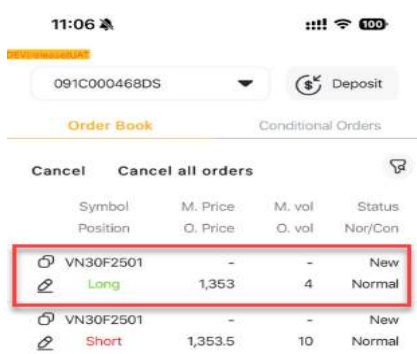 11:06
100
DEV/release/UAT
091C000468DS Deposit
Order Book Conditional Orders
Cancel Cancel all orders
Symbol M. Price M. vol Status
Position O. Price O. vol Nor/Con
VN30F2501 - - New
Long 1,353 4 Normal
VN30F2501 - - New
Short 1,353.5 10 Normal